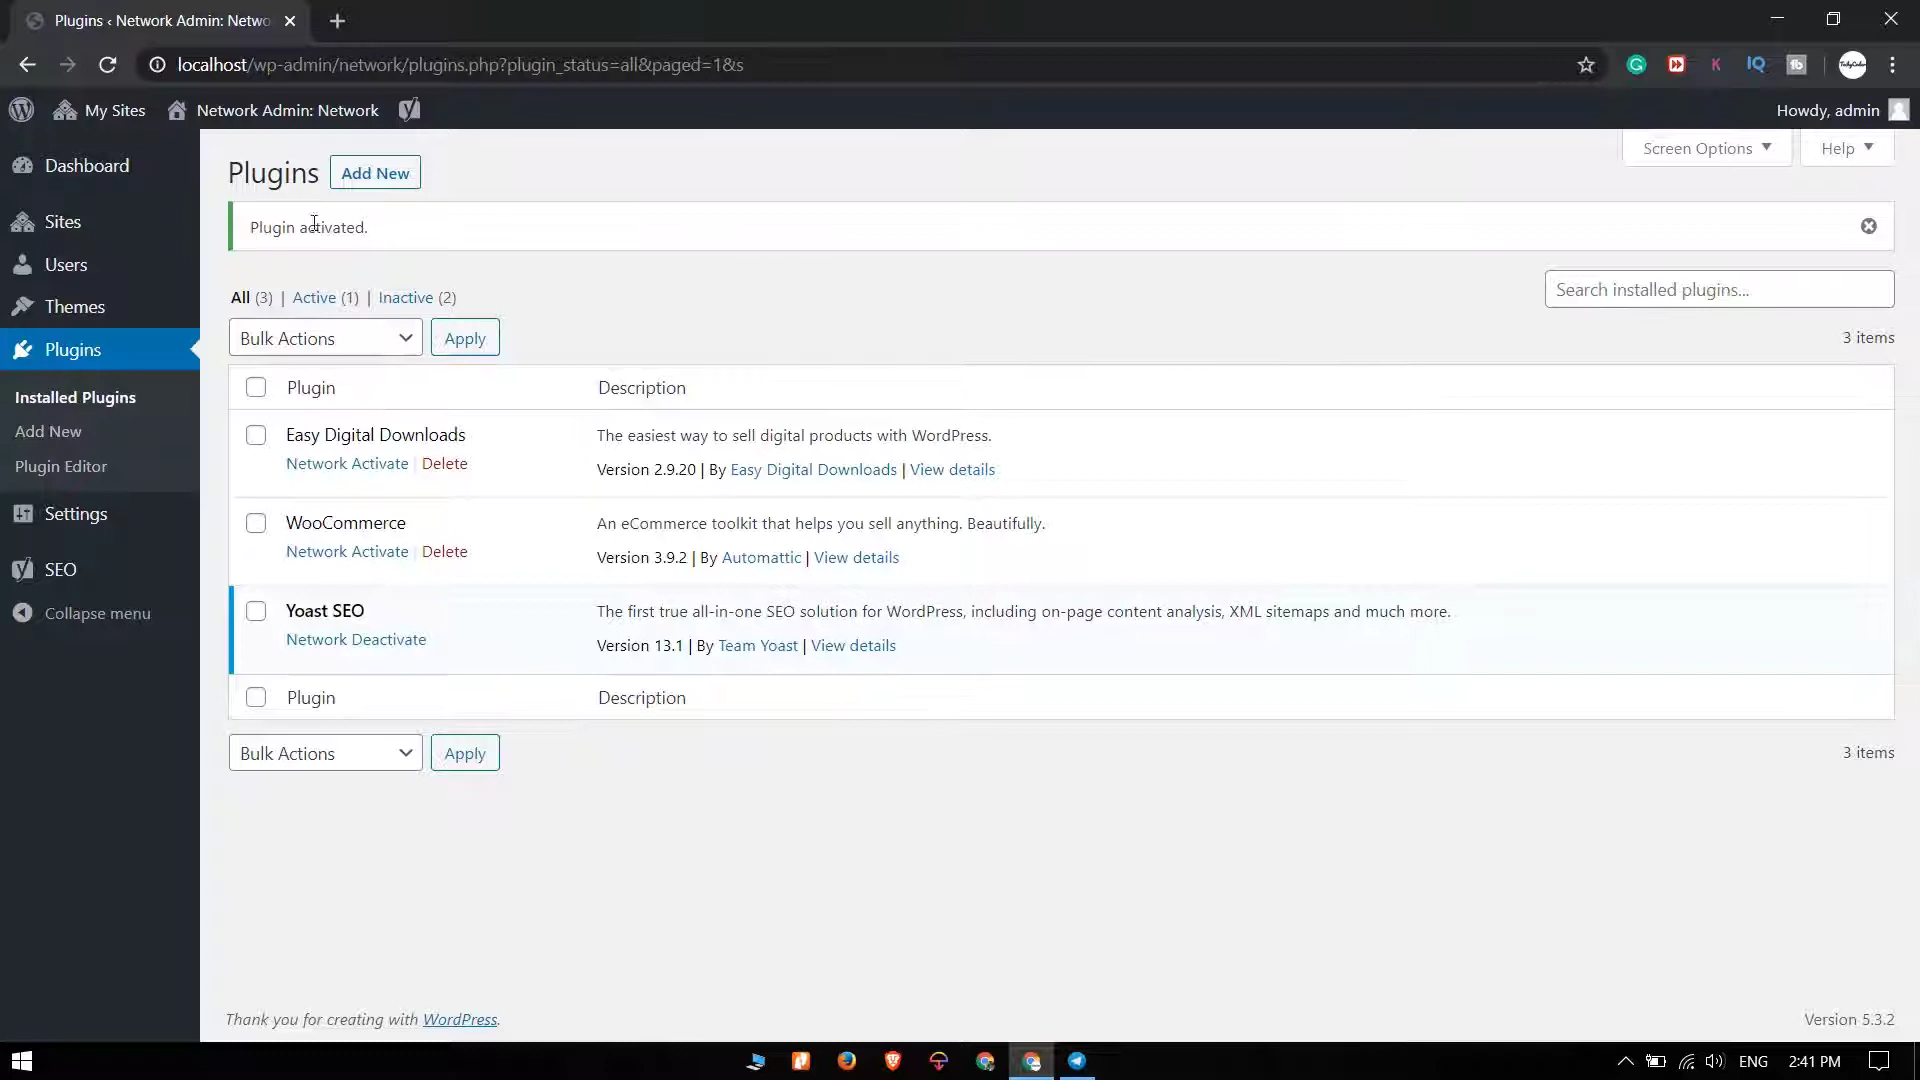 Plugins ‹ Network Admin: Netwo
localhost/wp-admin/network/plugins.php?plugin_status=all&paged=1&s
My Sites
Network Admin: Network
Howdy, admin
Dashboard
Sites
Users
Themes
Plugins
Installed Plugins
Add New
Plugin Editor
Settings
SEO
Collapse menu
Screen Options
Help
Plugins
Add New
Plugin activated.
All (3) | Active (1) | Inactive (2)
Search installed plugins...
Bulk Actions
Apply
3 items
Plugin
Description
Easy Digital Downloads
The easiest way to sell digital products with WordPress.
Network Activate | Delete
Version 2.9.20 | By Easy Digital Downloads | View details
WooCommerce
An eCommerce toolkit that helps you sell anything. Beautifully.
Network Activate | Delete
Version 3.9.2 | By Automattic | View details
Yoast SEO
The first true all-in-one SEO solution for WordPress, including on-page content analysis, XML sitemaps and much more.
Network Deactivate
Version 13.1 | By Team Yoast | View details
Plugin
Description
Bulk Actions
Apply
3 items
Thank you for creating with WordPress.
Version 5.3.2
ENG
2:41 PM